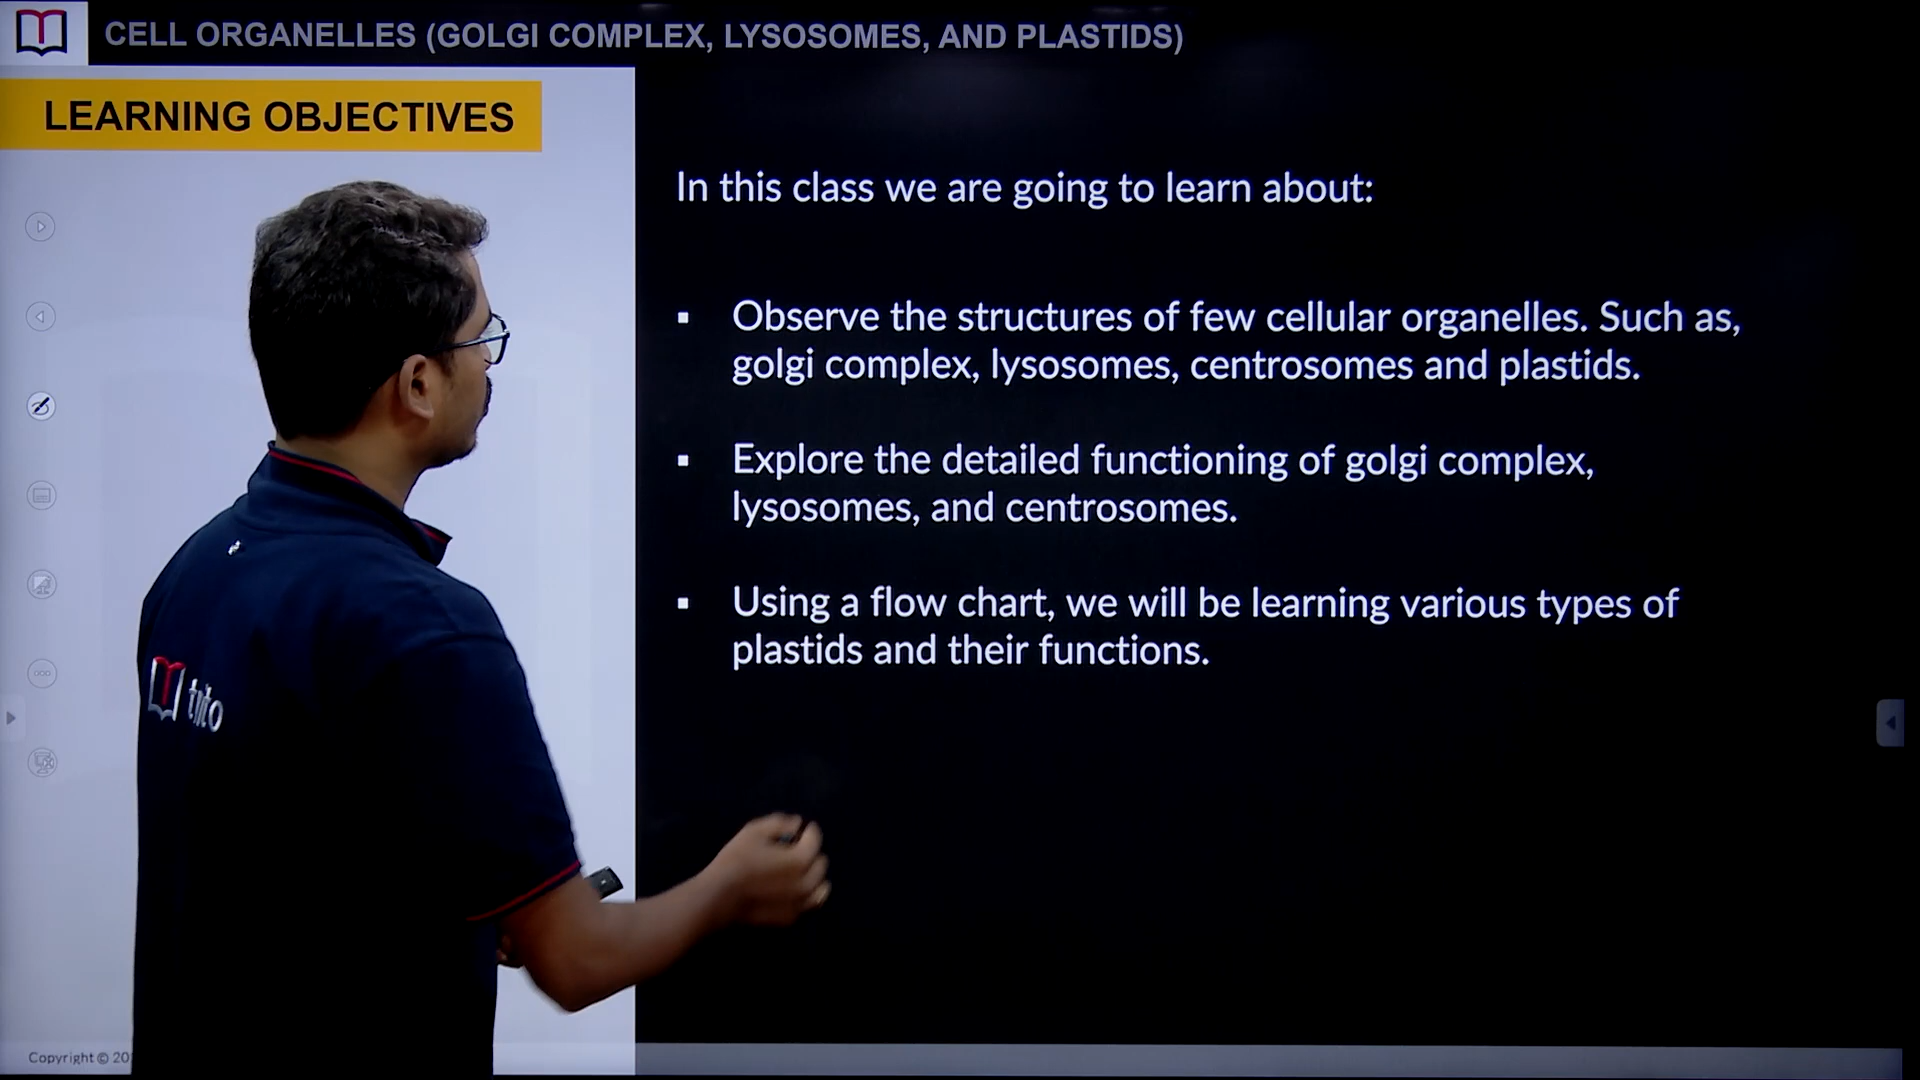 CELL ORGANELLES (GOLGI COMPLEX, LYSOSOMES, AND PLASTIDS)
LEARNING OBJECTIVES
In this class we are going to learn about:
▪ Observe the structures of few cellular organelles. Such as,
golgi complex, lysosomes, centrosomes and plastids.
▪ Explore the detailed functioning of golgi complex,
lysosomes, and centrosomes.
▪ Using a flow chart, we will be learning various types of
plastids and their functions.
Copyright © 20